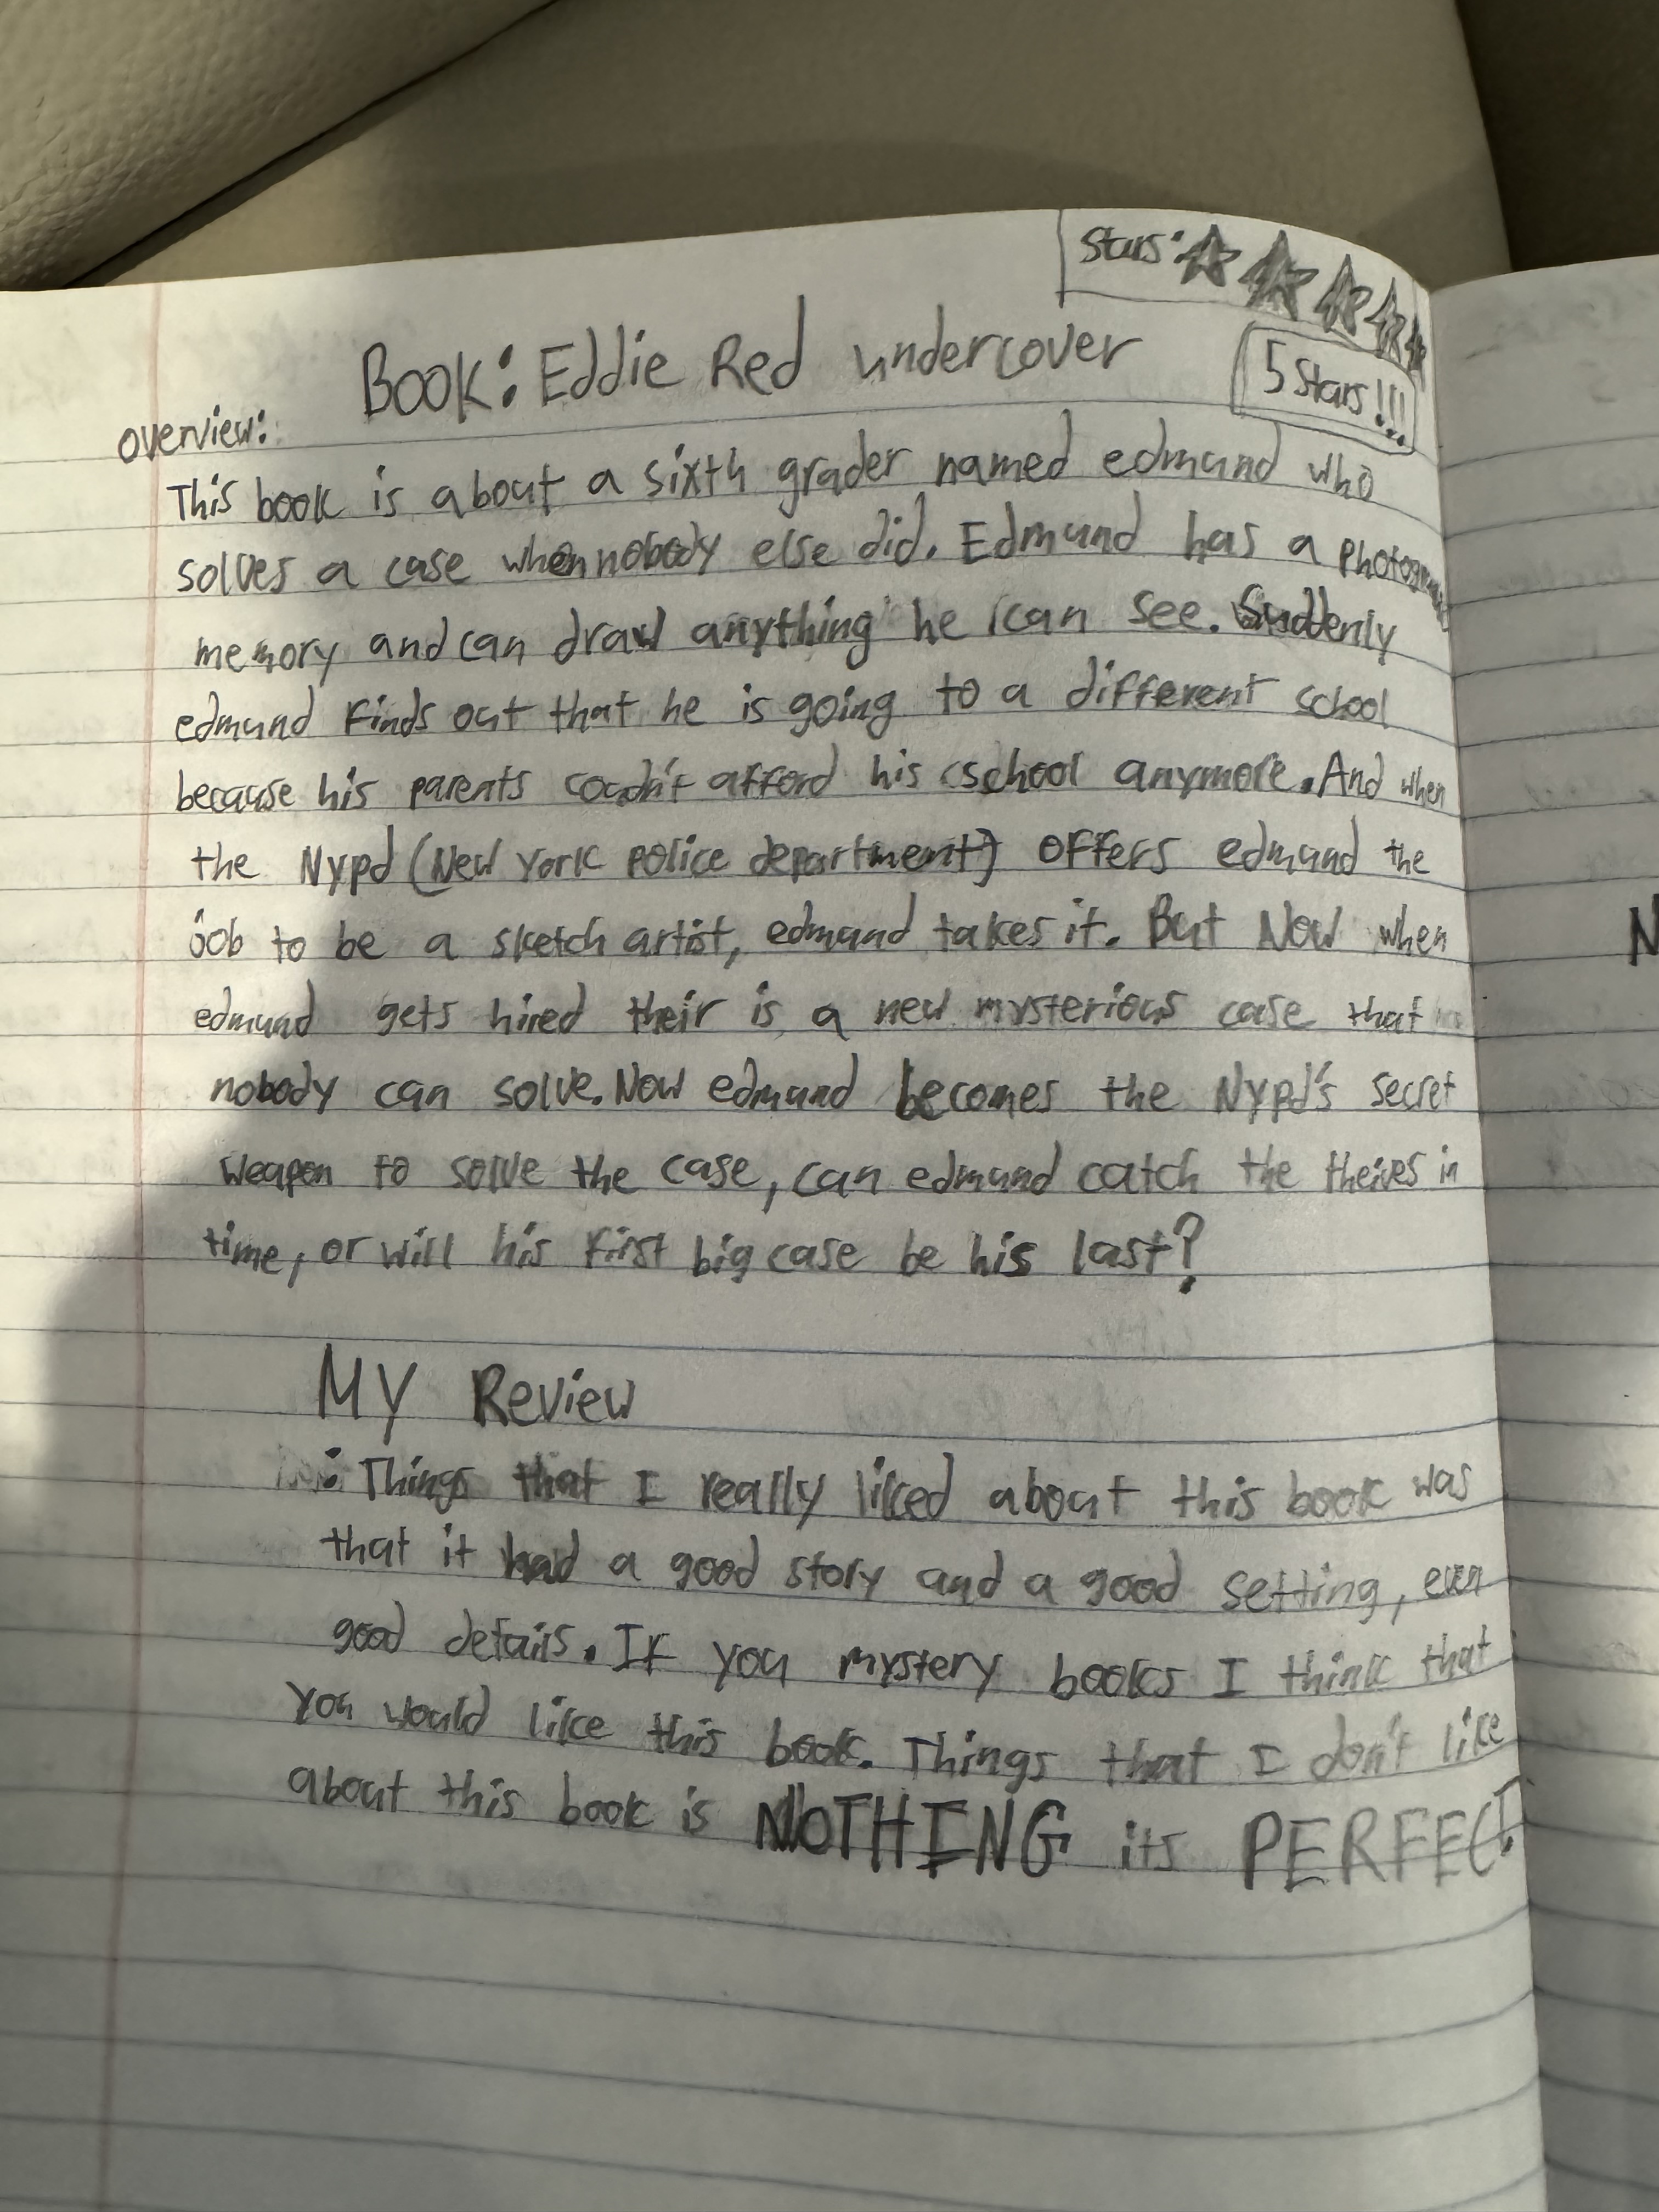 Stars:
Book: Eddie Red undercover
5 stars!!!
overview:
This book is about a sixth grader named edmund who
solves a case when nobody else did. Edmund has a
memory and can draw anything he can see. Suddenly
edmund finds out that he is going to a different school
because his parents coudn't afford his school anymore. And when
the Nypd (New York police department) offers edmund the
job to be a sketch artist, edmund takes it. But Now when
edmund gets hired their is a new mysterious case that
nobody can solve. Now edmund becomes the Nypd's secret
weapon to solve the case, can edmund catch the theives in
time, or will his first big case be his last?
MY Review
: Things that I really liked about this book was
that it had a good story and a good setting, even
good details. If you mystery books I think that
you would like this book. Things that I don't like
about this book is NOTHING its PERFECT.
N